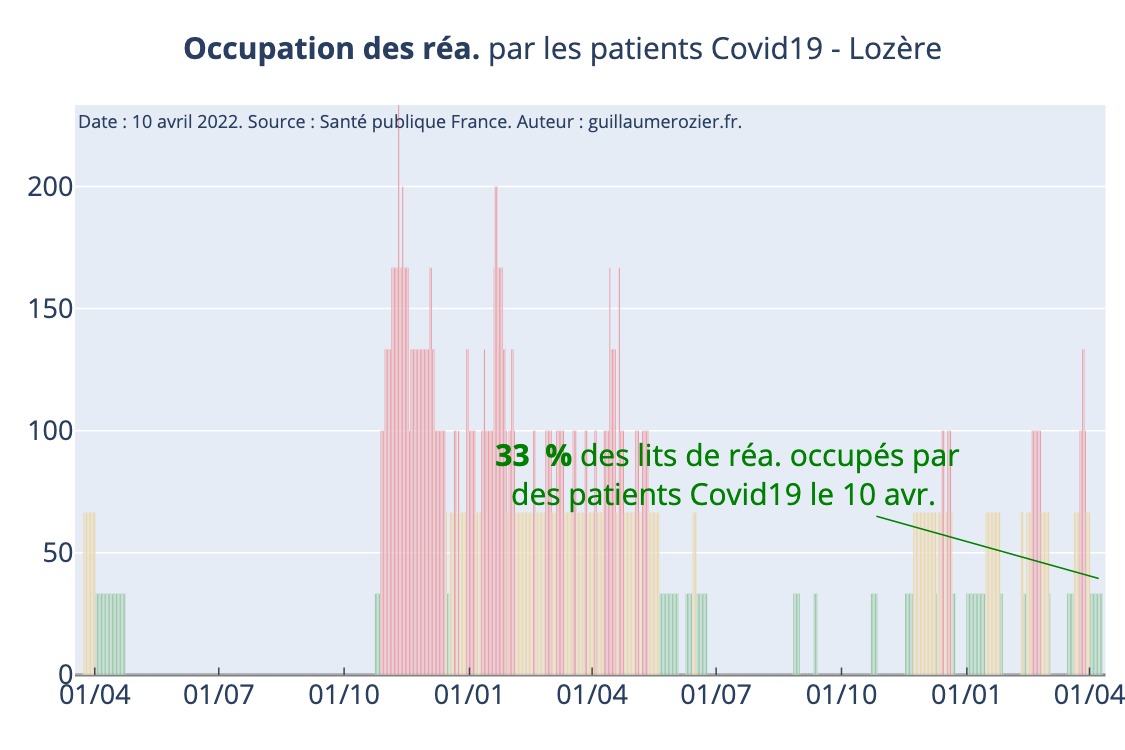 Occupation des réa. par les patients Covid19 - Lozère
Date : 10 avril 2022. Source : Santé publique France. Auteur : guillaumerozier.fr.
200
150
100
50
0
33 % des lits de réa. occupés par
des patients Covid19 le 10 avr.
01/04 01/07 01/10 01/01 01/04 01/07 01/10 01/01 01/04